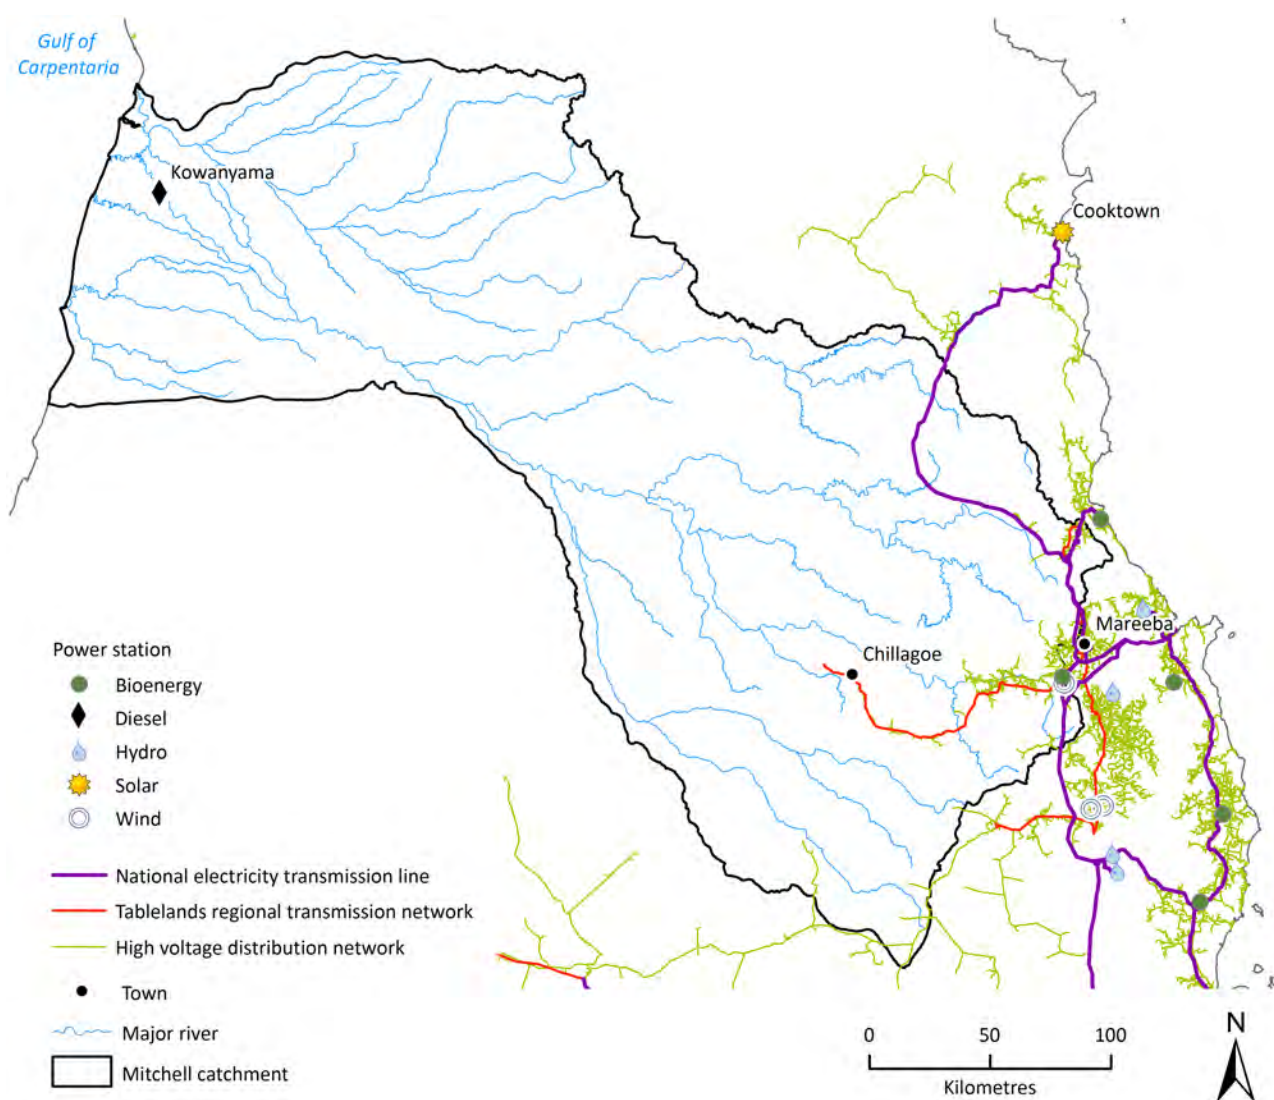 Gulf of
Carpentaria
Kowanyama
Cooktown
Mareeba
Chillagoe
Power station
Bioenergy
Diesel
Hydro
Solar
Wind
National electricity transmission line
Tablelands regional transmission network
High voltage distribution network
Town
Major river
Mitchell catchment
0 50 100
Kilometres
N